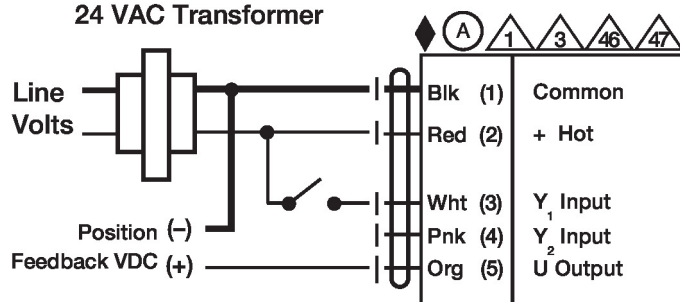 24 VAC Transformer
A 1 3 46 47
Line Volts
Blk (1) Common
Red (2) + Hot
Wht (3) Y1 Input
Position (–)
Pnk (4) Y2 Input
Feedback VDC (+)
Org (5) U Output